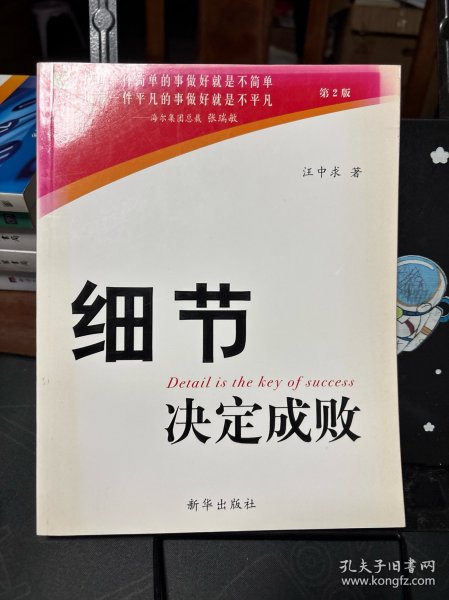 件简单的事做好就是不简单
件平凡的事做好就是不平凡
——海尔集团总裁 张瑞敏
第2版
汪中求 著
细节
Detail is the key of success
决定成败
新华出版社
孔夫子旧书网
www.kongfz.com